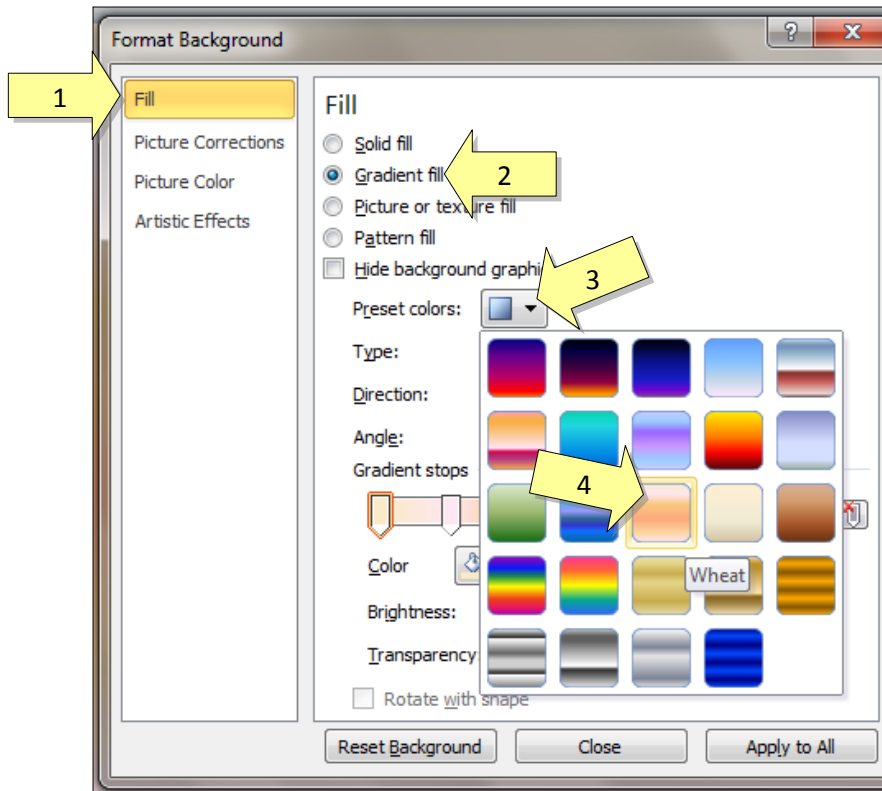 Format Background
?
X
1
Fill
Picture Corrections
Picture Color
Artistic Effects
Fill
Solid fill
Gradient fill
2
Picture or texture fill
Pattern fill
Hide background graphi
3
Preset colors:
Type:
Direction:
Angle:
Gradient stops
4
Color
Wheat
Brightness:
Transparency:
Rotate with shape
Reset Background
Close
Apply to All